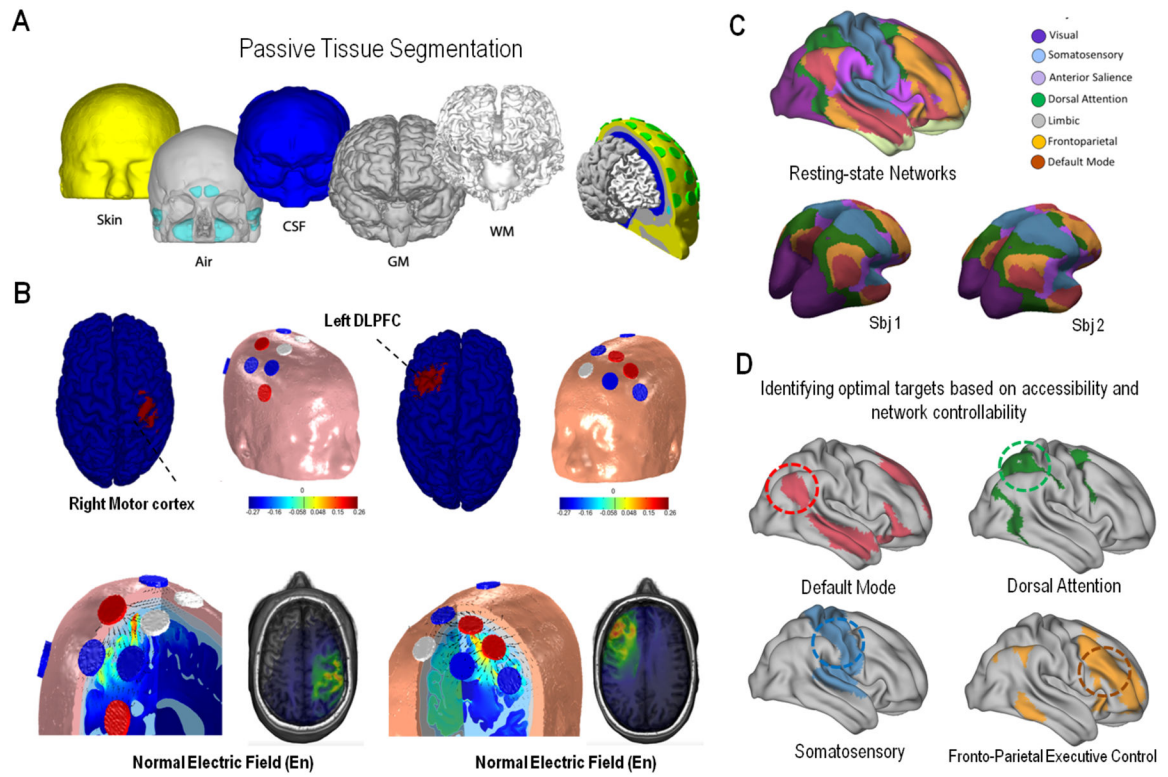 A
Passive Tissue Segmentation
Skin
Air
CSF
GM
WM
B
Left DLPFC
Right Motor cortex
0
-0.27 -0.16 -0.058 0.048 0.15 0.26
0
-0.27 -0.16 -0.058 0.048 0.15 0.26
Normal Electric Field (En)
Normal Electric Field (En)
C
Visual
Somatosensory
Anterior Salience
Dorsal Attention
Limbic
Frontoparietal
Default Mode
Resting-state Networks
Sbj 1
Sbj 2
D
Identifying optimal targets based on accessibility and
network controllability
Default Mode
Dorsal Attention
Somatosensory
Fronto-Parietal Executive Control